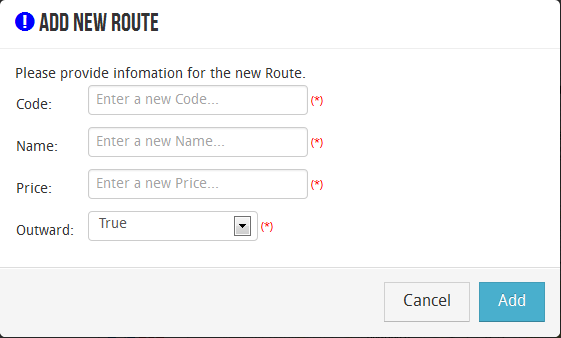 ADD NEW ROUTE
Please provide infomation for the new Route.
Code: Enter a new Code... (*)
Name: Enter a new Name... (*)
Price: Enter a new Price... (*)
Outward: True (*)
Cancel Add